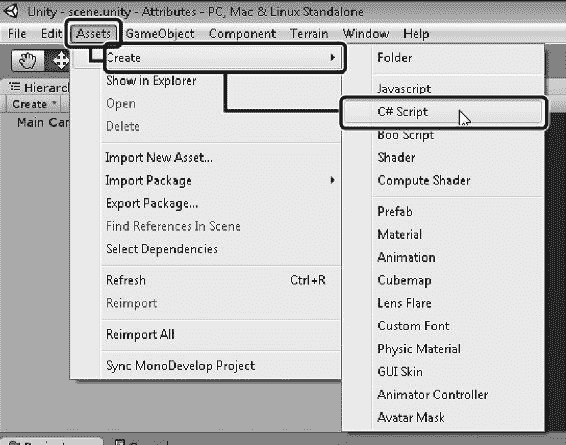 Unity - scene.unity - Attributes - PC, Mac & Linux Standalone
File Edit Assets GameObject Component Terrain Window Help
Hierarch
Create
Main Car
Create
Show in Explorer
Open
Delete
Import New Asset...
Import Package
Export Package...
Find References In Scene
Select Dependencies
Refresh Ctrl+R
Reimport
Reimport All
Sync MonoDevelop Project
Folder
Javascript
C# Script
Boo Script
Shader
Compute Shader
Prefab
Material
Animation
Cubemap
Lens Flare
Custom Font
Physic Material
GUI Skin
Animator Controller
Avatar Mask